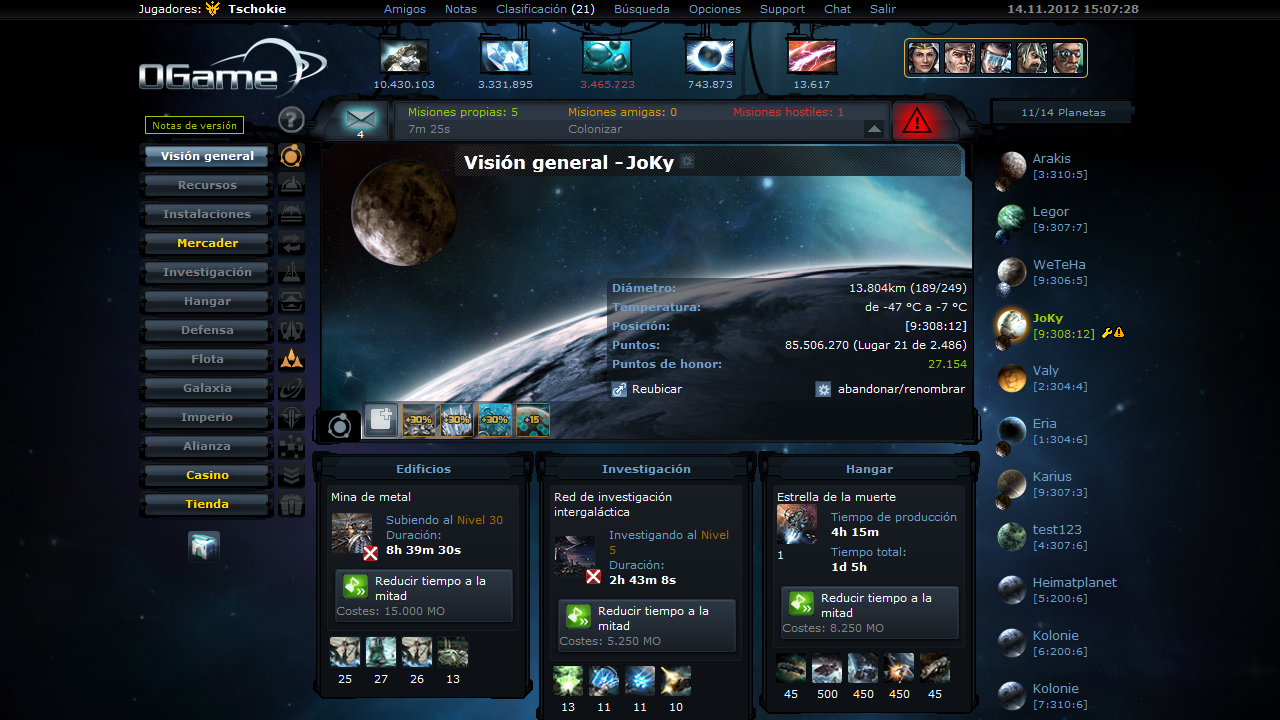 Jugadores: Tschokie Amigos Notas Clasificación (21) Búsqueda Opciones Support Chat Salir 14.11.2012 15:07:28
OGame
10.430.103 3.331.895 3.465.723 743.873 13.617
Notas de versión
?
4
Misiones propias: 5 Misiones amigas: 0 Misiones hostiles: 1
7m 25s Colonizar
11/14 Planetas
Visión general
Recursos
Instalaciones
Mercader
Investigación
Hangar
Defensa
Flota
Galaxia
Imperio
Alianza
Casino
Tienda
Visión general - JoKy
Diámetro: 13.804km (189/249)
Temperatura: de -47 °C a -7 °C
Posición: [9:308:12]
Puntos: 85.506.270 (Lugar 21 de 2.486)
Puntos de honor: 27.154
Reubicar abandonar/renombrar
+30% +30% +30% +15
Edificios
Mina de metal
Subiendo al Nivel 30
Duración:
8h 39m 30s
Reducir tiempo a la
mitad
Costes: 15.000 MO
25 27 26 13
Investigación
Red de investigación
intergaláctica
Investigando al Nivel
5
Duración:
2h 43m 8s
Reducir tiempo a la
mitad
Costes: 5.250 MO
13 11 11 10
Hangar
Estrella de la muerte
Tiempo de producción
4h 15m
1
Tiempo total:
1d 5h
Reducir tiempo a la
mitad
Costes: 8.250 MO
45 500 450 450 45
Arakis
[3:310:5]
Legor
[9:307:7]
WeTeHa
[9:306:5]
JoKy
[9:308:12]
Valy
[2:304:4]
Eria
[1:304:6]
Karius
[9:307:3]
test123
[4:307:6]
Heimatplanet
[5:200:6]
Kolonie
[6:200:6]
Kolonie
[7:310:6]